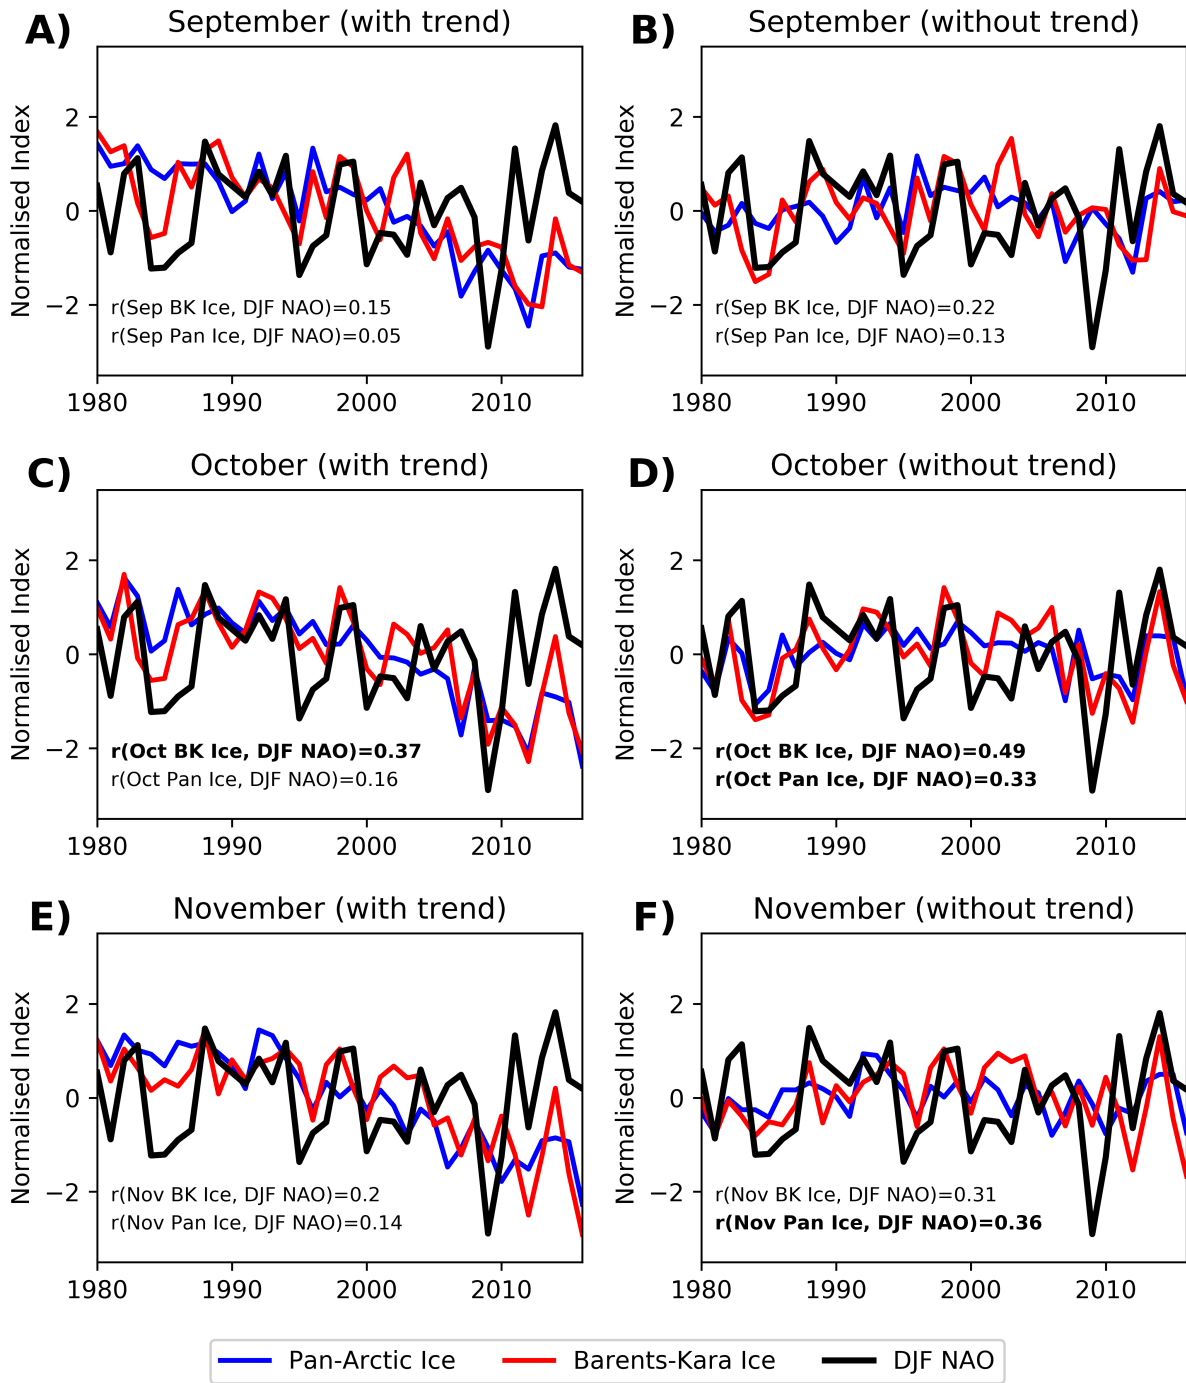 A) September (with trend)
Normalised Index
2
0
−2
r(Sep BK Ice, DJF NAO)=0.15
r(Sep Pan Ice, DJF NAO)=0.05
1980 1990 2000 2010
B) September (without trend)
Normalised Index
2
0
−2
r(Sep BK Ice, DJF NAO)=0.22
r(Sep Pan Ice, DJF NAO)=0.13
1980 1990 2000 2010
C) October (with trend)
Normalised Index
2
0
−2
r(Oct BK Ice, DJF NAO)=0.37
r(Oct Pan Ice, DJF NAO)=0.16
1980 1990 2000 2010
D) October (without trend)
Normalised Index
2
0
−2
r(Oct BK Ice, DJF NAO)=0.49
r(Oct Pan Ice, DJF NAO)=0.33
1980 1990 2000 2010
E) November (with trend)
Normalised Index
2
0
−2
r(Nov BK Ice, DJF NAO)=0.2
r(Nov Pan Ice, DJF NAO)=0.14
1980 1990 2000 2010
F) November (without trend)
Normalised Index
2
0
−2
r(Nov BK Ice, DJF NAO)=0.31
r(Nov Pan Ice, DJF NAO)=0.36
1980 1990 2000 2010
Pan-Arctic Ice Barents-Kara Ice DJF NAO